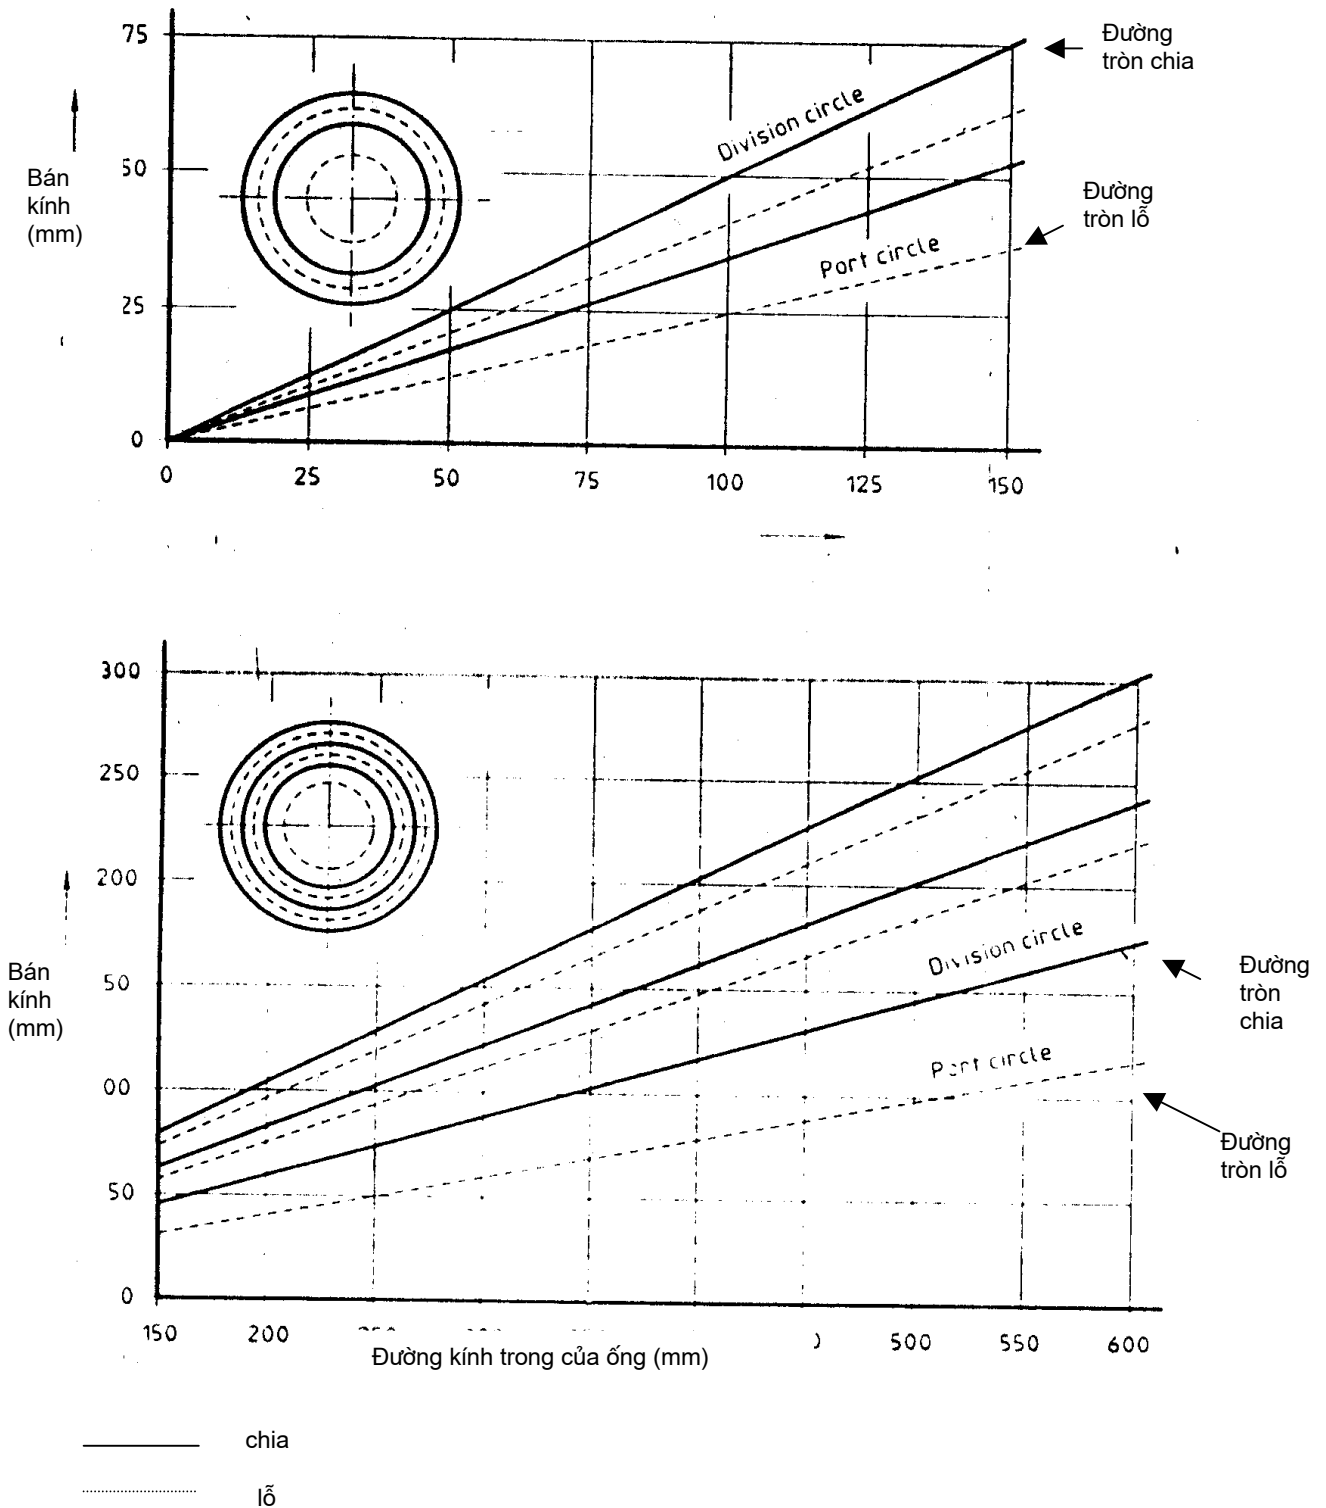 75
Đường
tròn chia
Division circle
50
Bán
kính
(mm)
Đường
tròn lỗ
Port circle
25
0
0 25 50 75 100 125 150
300
250
200
Bán
kính
(mm)
50
Division circle
Đường
tròn
chia
00
Port circle
Đường
tròn lỗ
50
0
150 200 500 550 600
Đường kính trong của ống (mm)
chia
lỗ